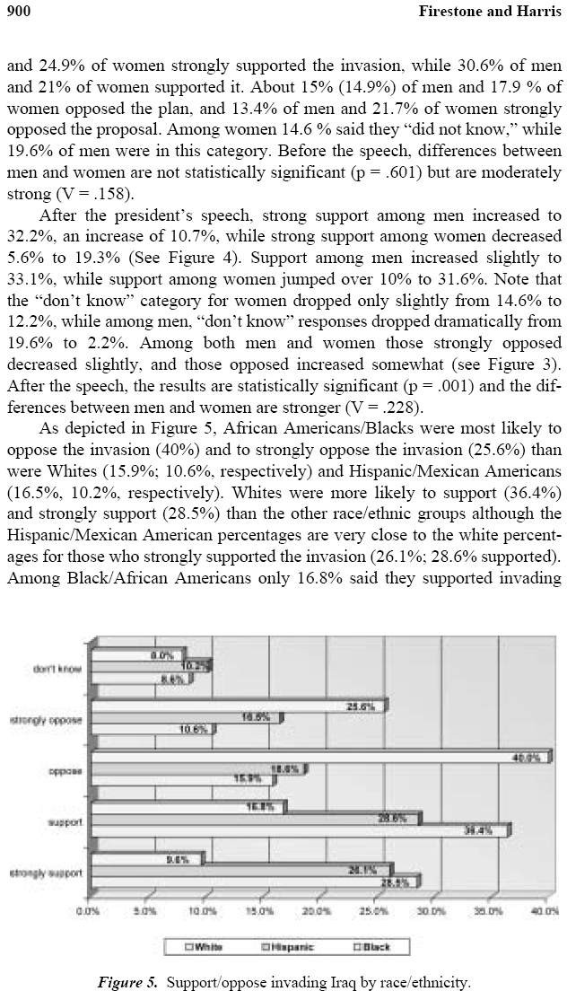 900
Firestone and Harris
and 24.9% of women strongly supported the invasion, while 30.6% of men
and 21% of women supported it. About 15% (14.9%) of men and 17.9 % of
women opposed the plan, and 13.4% of men and 21.7% of women strongly
opposed the proposal. Among women 14.6 % said they “did not know,” while
19.6% of men were in this category. Before the speech, differences between
men and women are not statistically significant (p = .601) but are moderately
strong (V = .158).
After the president’s speech, strong support among men increased to
32.2%, an increase of 10.7%, while strong support among women decreased
5.6% to 19.3% (See Figure 4). Support among men increased slightly to
33.1%, while support among women jumped over 10% to 31.6%. Note that
the “don’t know” category for women dropped only slightly from 14.6% to
12.2%, while among men, “don’t know” responses dropped dramatically from
19.6% to 2.2%. Among both men and women those strongly opposed
decreased slightly, and those opposed increased somewhat (see Figure 3).
After the speech, the results are statistically significant (p = .001) and the dif-
ferences between men and women are stronger (V = .228).
As depicted in Figure 5, African Americans/Blacks were most likely to
oppose the invasion (40%) and to strongly oppose the invasion (25.6%) than
were Whites (15.9%; 10.6%, respectively) and Hispanic/Mexican Americans
(16.5%, 10.2%, respectively). Whites were more likely to support (36.4%)
and strongly support (28.5%) than the other race/ethnic groups although the
Hispanic/Mexican American percentages are very close to the white percent-
ages for those who strongly supported the invasion (26.1%; 28.6% supported).
Among Black/African Americans only 16.8% said they supported invading
8.0%
don't know
10.2%
8.6%
25.6%
strongly oppose
16.5%
10.6%
40.0%
oppose
18.6%
15.9%
16.8%
support
28.6%
36.4%
9.6%
strongly support
26.1%
28.5%
0.0% 5.0% 10.0% 15.0% 20.0% 25.0% 30.0% 35.0% 40.0%
White Hispanic Black
Figure 5. Support/oppose invading Iraq by race/ethnicity.